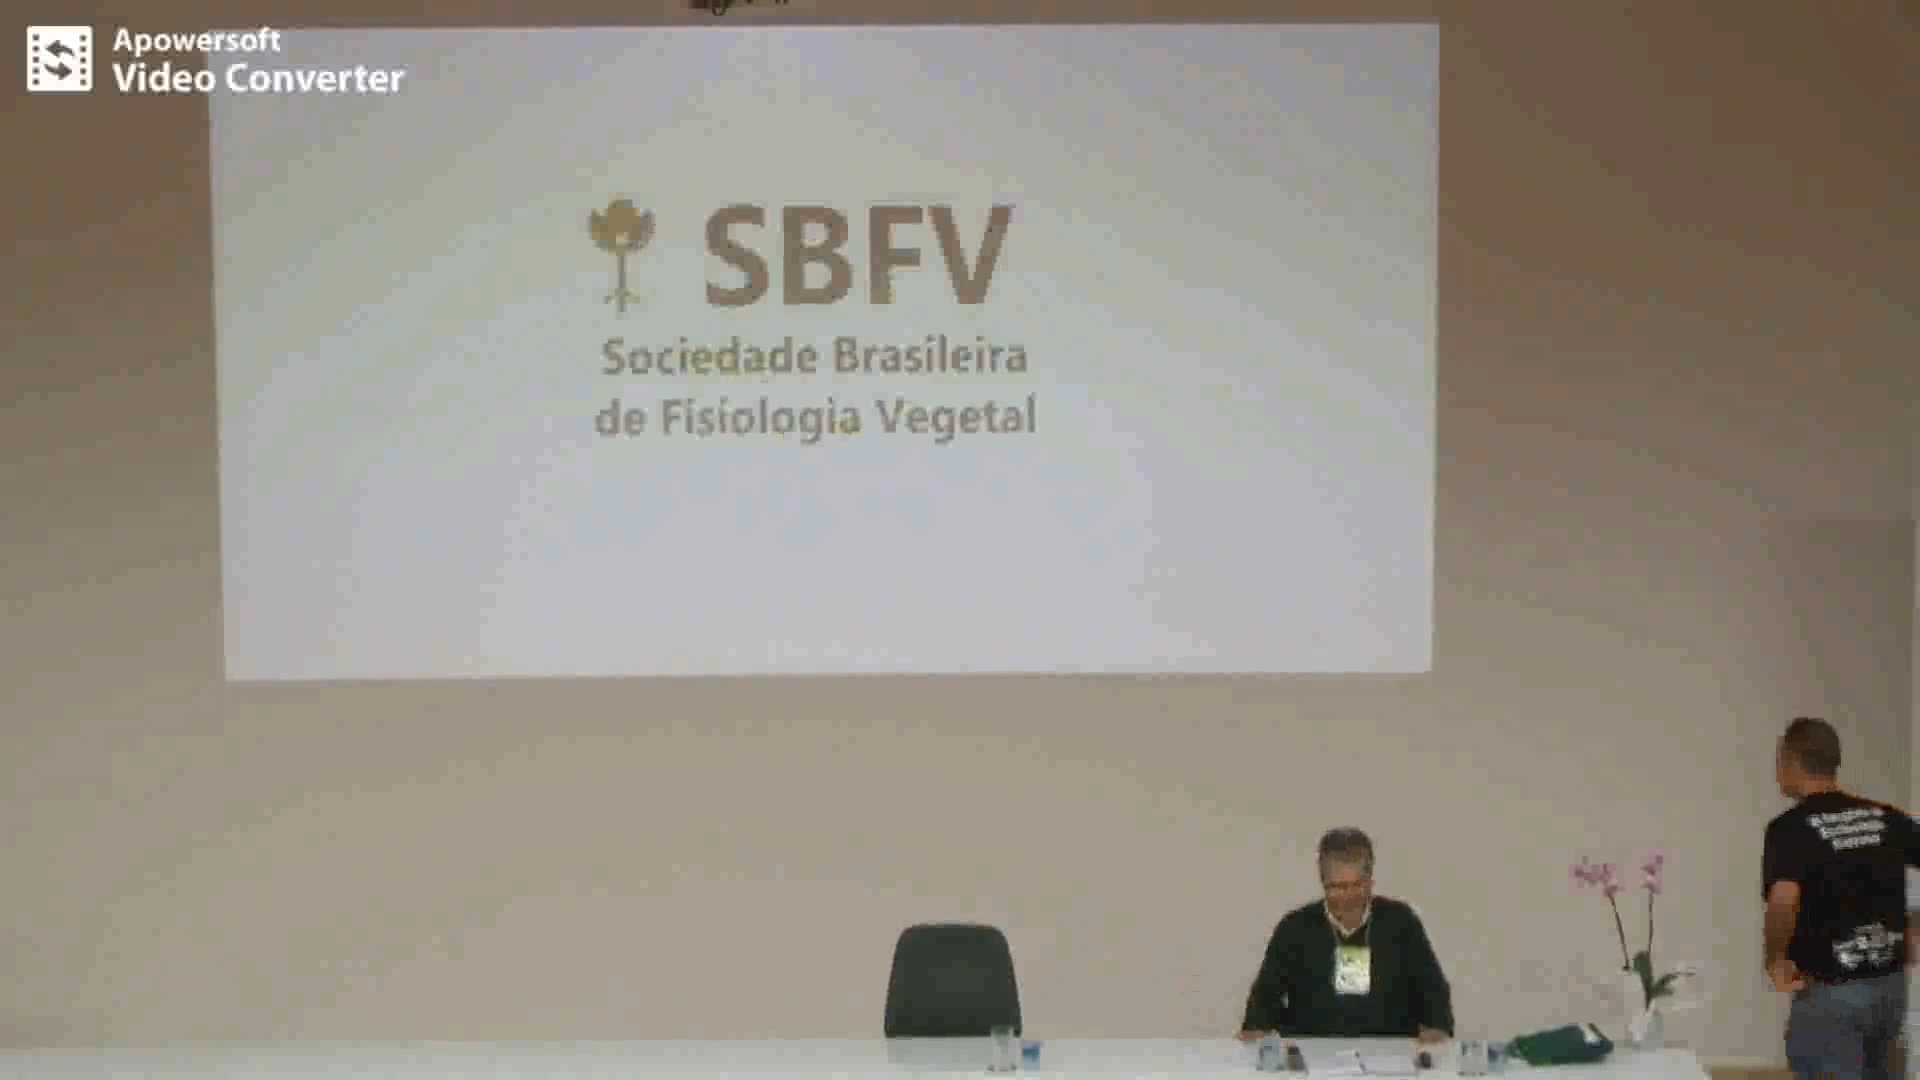 Apowersoft
Video Converter
SBFV
Sociedade Brasileira
de Fisiologia Vegetal